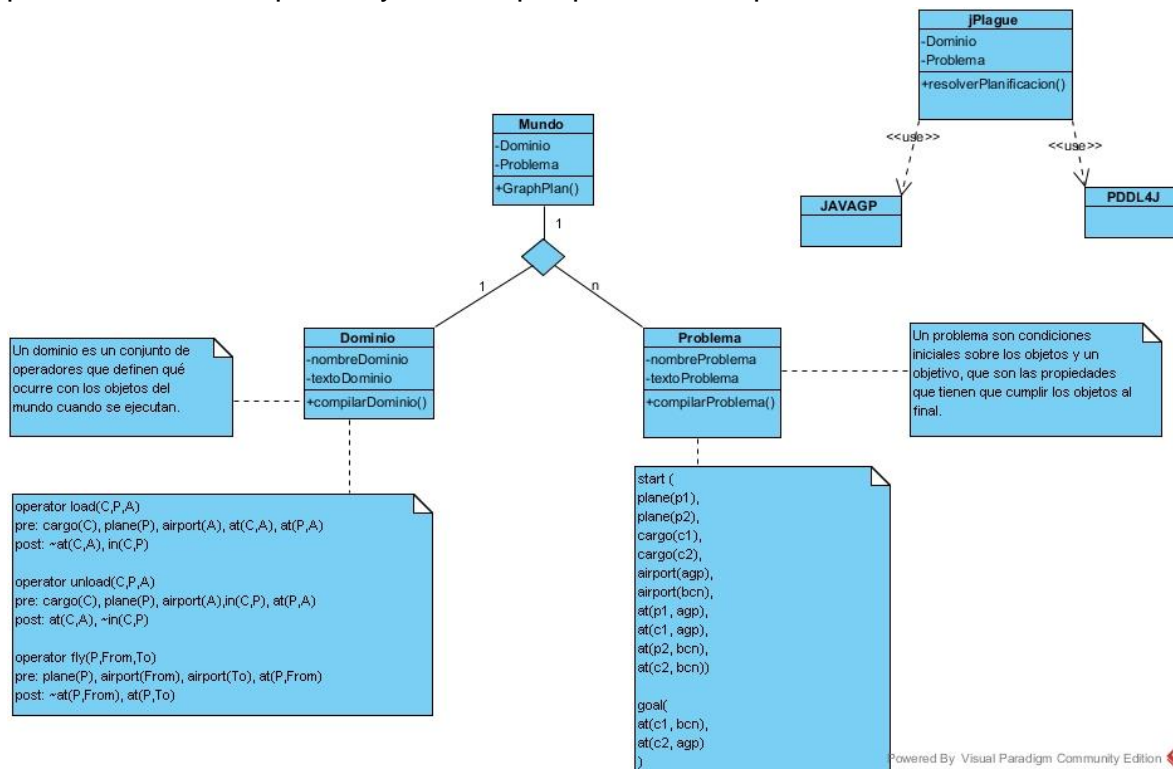 jPlague
-Dominio
-Problema
+resolverPlanificacion()
<<use>>
<<use>>
JAVAGP
PDDL4J
Mundo
-Dominio
-Problema
+GraphPlan()
1
1
n
Un dominio es un conjunto de
operadores que definen qué
ocurre con los objetos del
mundo cuando se ejecutan.
Dominio
-nombreDominio
-textoDominio
+compilarDominio()
Problema
-nombreProblema
-textoProblema
+compilarProblema()
Un problema son condiciones
iniciales sobre los objetos y un
objetivo, que son las propiedades
que tienen que cumplir los objetos al
final.
operator load(C,P,A)
pre: cargo(C), plane(P), airport(A), at(C,A), at(P,A)
post: ~at(C,A), in(C,P)
operator unload(C,P,A)
pre: cargo(C), plane(P), airport(A),in(C,P), at(P,A)
post: at(C,A), ~in(C,P)
operator fly(P,From,To)
pre: plane(P), airport(From), airport(To), at(P,From)
post: ~at(P,From), at(P,To)
start (
plane(p1),
plane(p2),
cargo(c1),
cargo(c2),
airport(agp),
airport(bcn),
at(p1, agp),
at(c1, agp),
at(p2, bcn),
at(c2, bcn))
goal(
at(c1, bcn),
at(c2, agp)
)
Powered By Visual Paradigm Community Edition